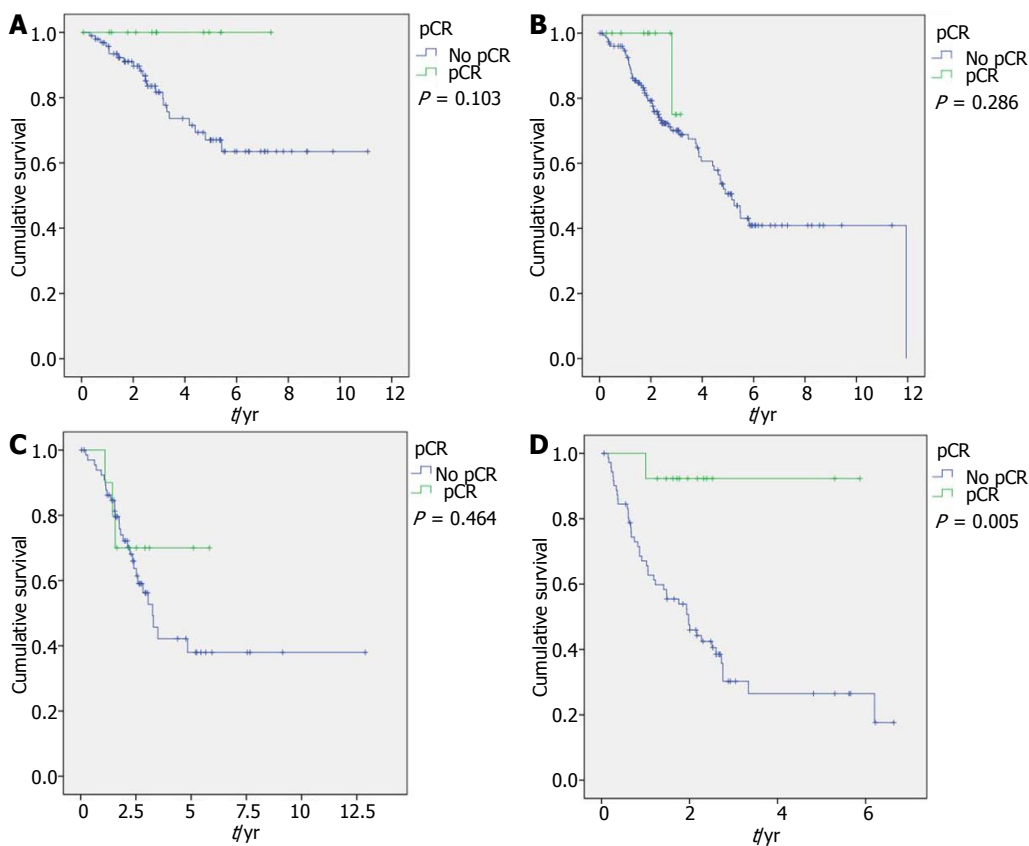 A
pCR
No pCR
pCR
P = 0.103
Cumulative survival
1.0
0.8
0.6
0.4
0.2
0.0
0 2 4 6 8 10 12
t/yr
B
pCR
No pCR
pCR
P = 0.286
Cumulative survival
1.0
0.8
0.6
0.4
0.2
0.0
0 2 4 6 8 10 12
t/yr
C
pCR
No pCR
pCR
P = 0.464
Cumulative survival
1.0
0.8
0.6
0.4
0.2
0.0
0 2.5 5 7.5 10 12.5
t/yr
D
pCR
No pCR
pCR
P = 0.005
Cumulative survival
1.0
0.8
0.6
0.4
0.2
0.0
0 2 4 6
t/yr